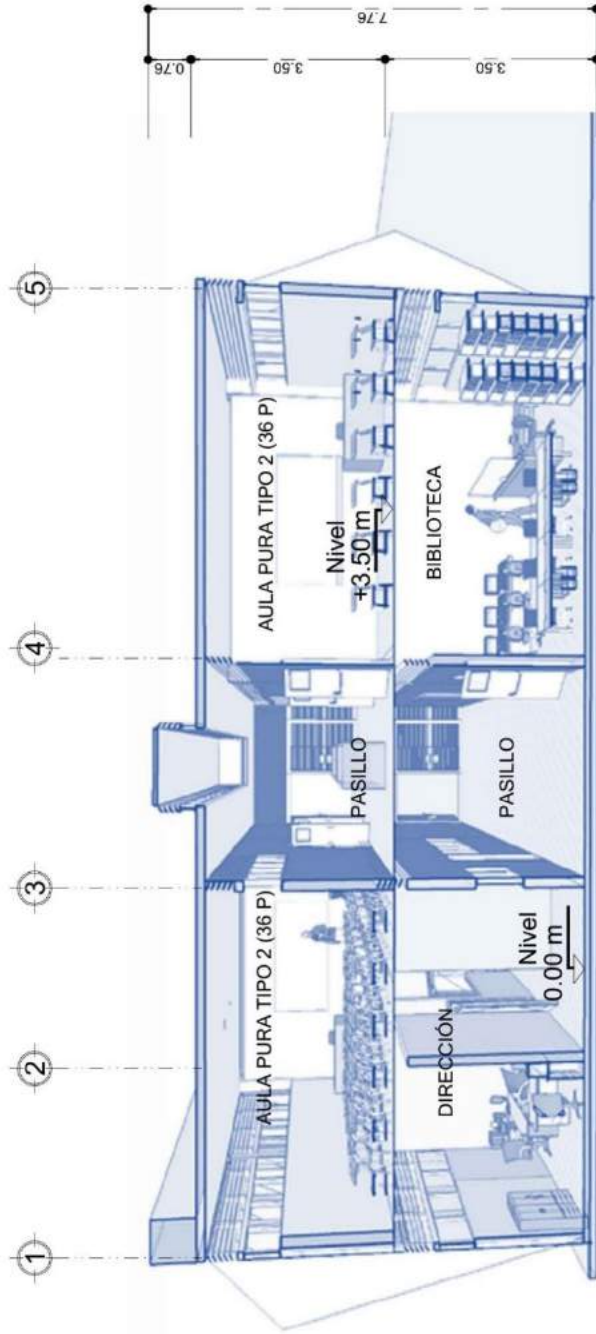 1
2
3
4
5
AULA PURA TIPO 2 (36 P)
PASILLO
AULA PURA TIPO 2 (36 P)
Nivel
+3.50 m
DIRECCIÓN
Nivel
0.00 m
PASILLO
BIBLIOTECA
0.76
3.50
3.50
7.76